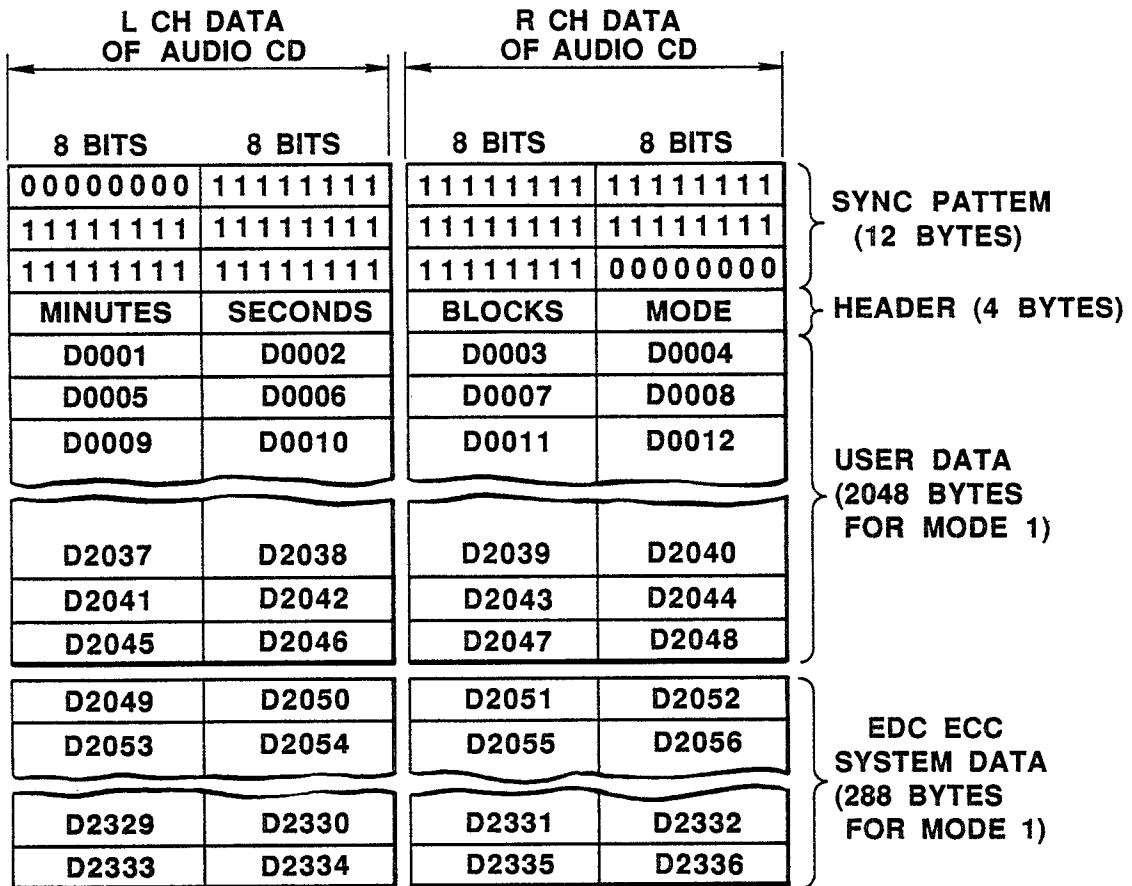 L CH DATA OF AUDIO CD
R CH DATA OF AUDIO CD
8 BITS 8 BITS 8 BITS 8 BITS
00000000 11111111 11111111 11111111
11111111 11111111 11111111 11111111
11111111 11111111 11111111 00000000
SYNC PATTEM
(12 BYTES)
MINUTES SECONDS BLOCKS MODE
HEADER (4 BYTES)
D0001 D0002 D0003 D0004
D0005 D0006 D0007 D0008
D0009 D0010 D0011 D0012
D2037 D2038 D2039 D2040
D2041 D2042 D2043 D2044
D2045 D2046 D2047 D2048
USER DATA
(2048 BYTES
FOR MODE 1)
D2049 D2050 D2051 D2052
D2053 D2054 D2055 D2056
D2329 D2330 D2331 D2332
D2333 D2334 D2335 D2336
EDC ECC
SYSTEM DATA
(288 BYTES
FOR MODE 1)